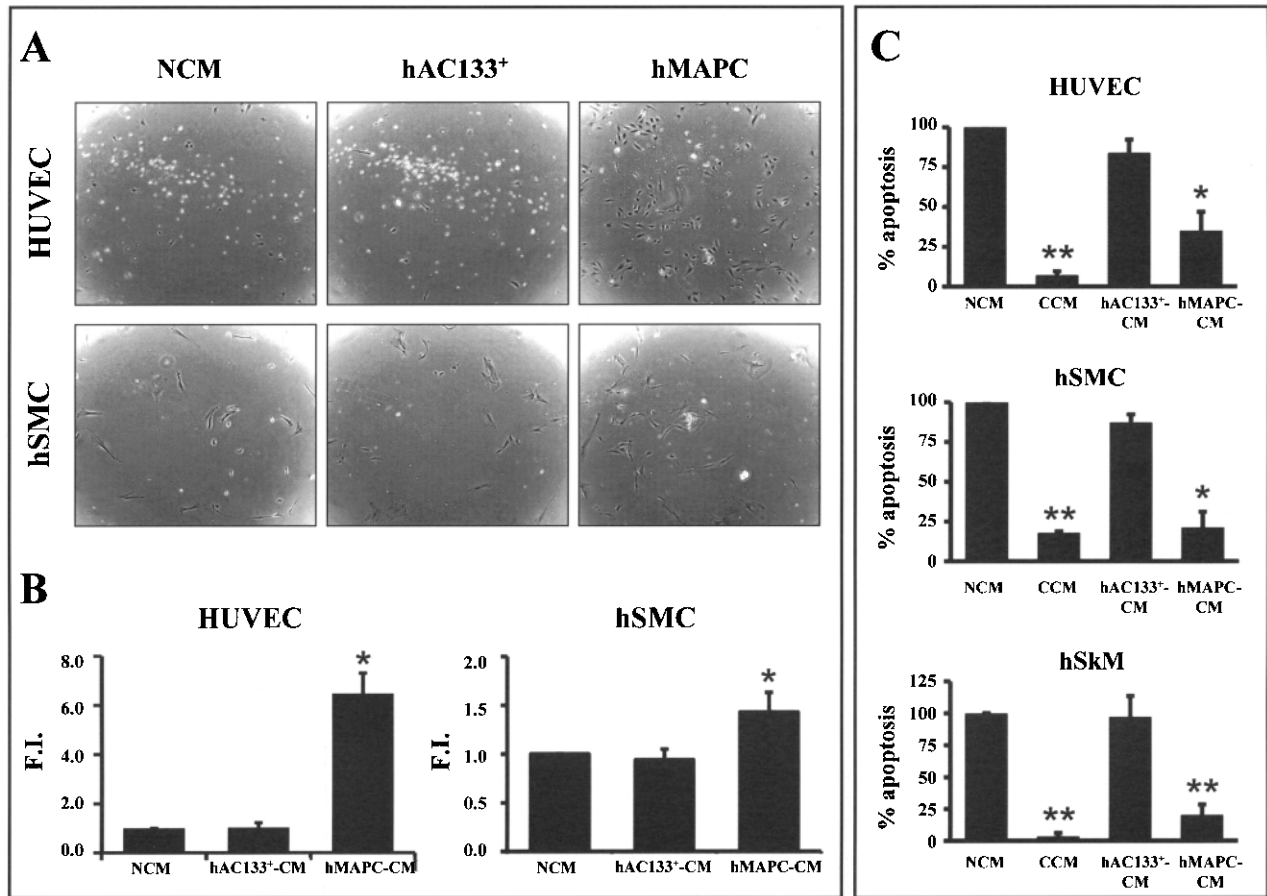 A
NCM hAC133⁺ hMAPC
HUVEC
hSMC
B
HUVEC
8.0
6.0
4.0
2.0
0.0
F.I.
*
NCM hAC133⁺-CM hMAPC-CM
hSMC
2.0
1.5
1.0
0.5
0.0
F.I.
*
NCM hAC133⁺-CM hMAPC-CM
C
HUVEC
100
75
50
25
0
% apoptosis
** *
NCM CCM hAC133⁺- hMAPC-
CM CM
hSMC
100
75
50
25
0
% apoptosis
** *
NCM CCM hAC133⁺- hMAPC-
CM CM
hSkM
125
100
75
50
25
0
% apoptosis
** **
NCM CCM hAC133⁺- hMAPC-
CM CM